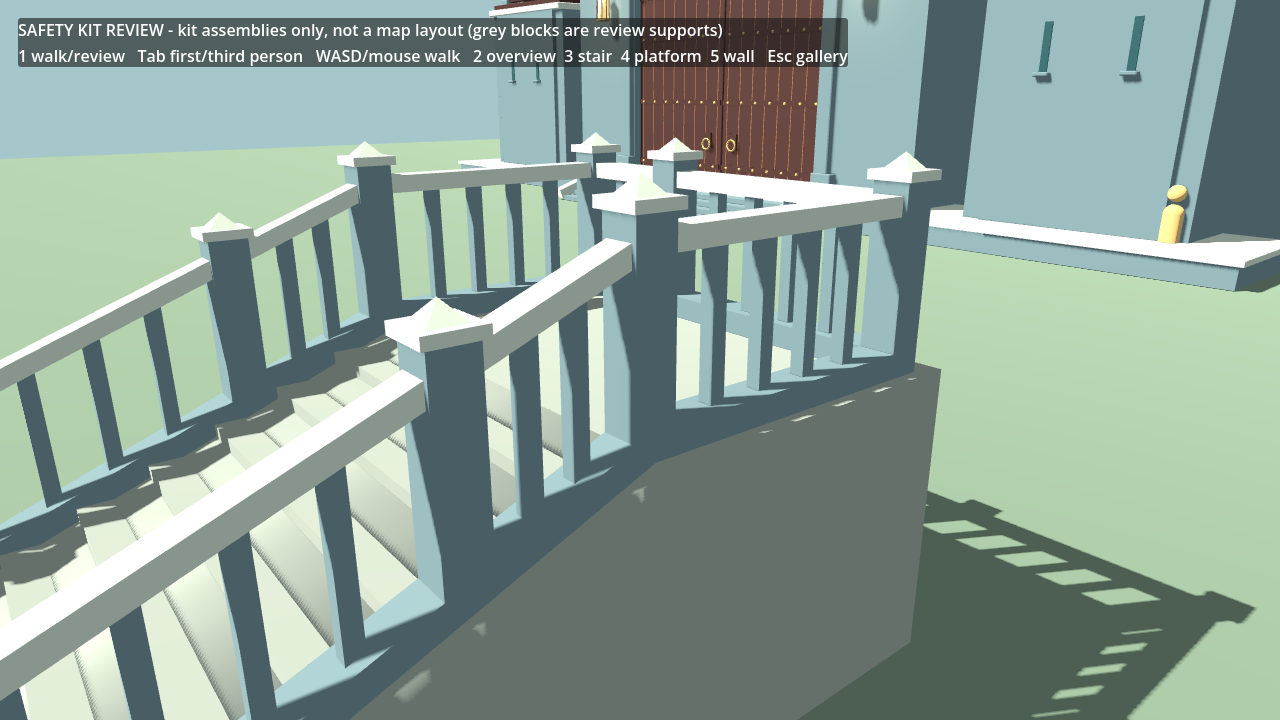 SAFETY KIT REVIEW - kit assemblies only, not a map layout (grey blocks are review supports)
1 walk/review   Tab first/third person   WASD/mouse walk   2 overview  3 stair  4 platform  5 wall   Esc gallery